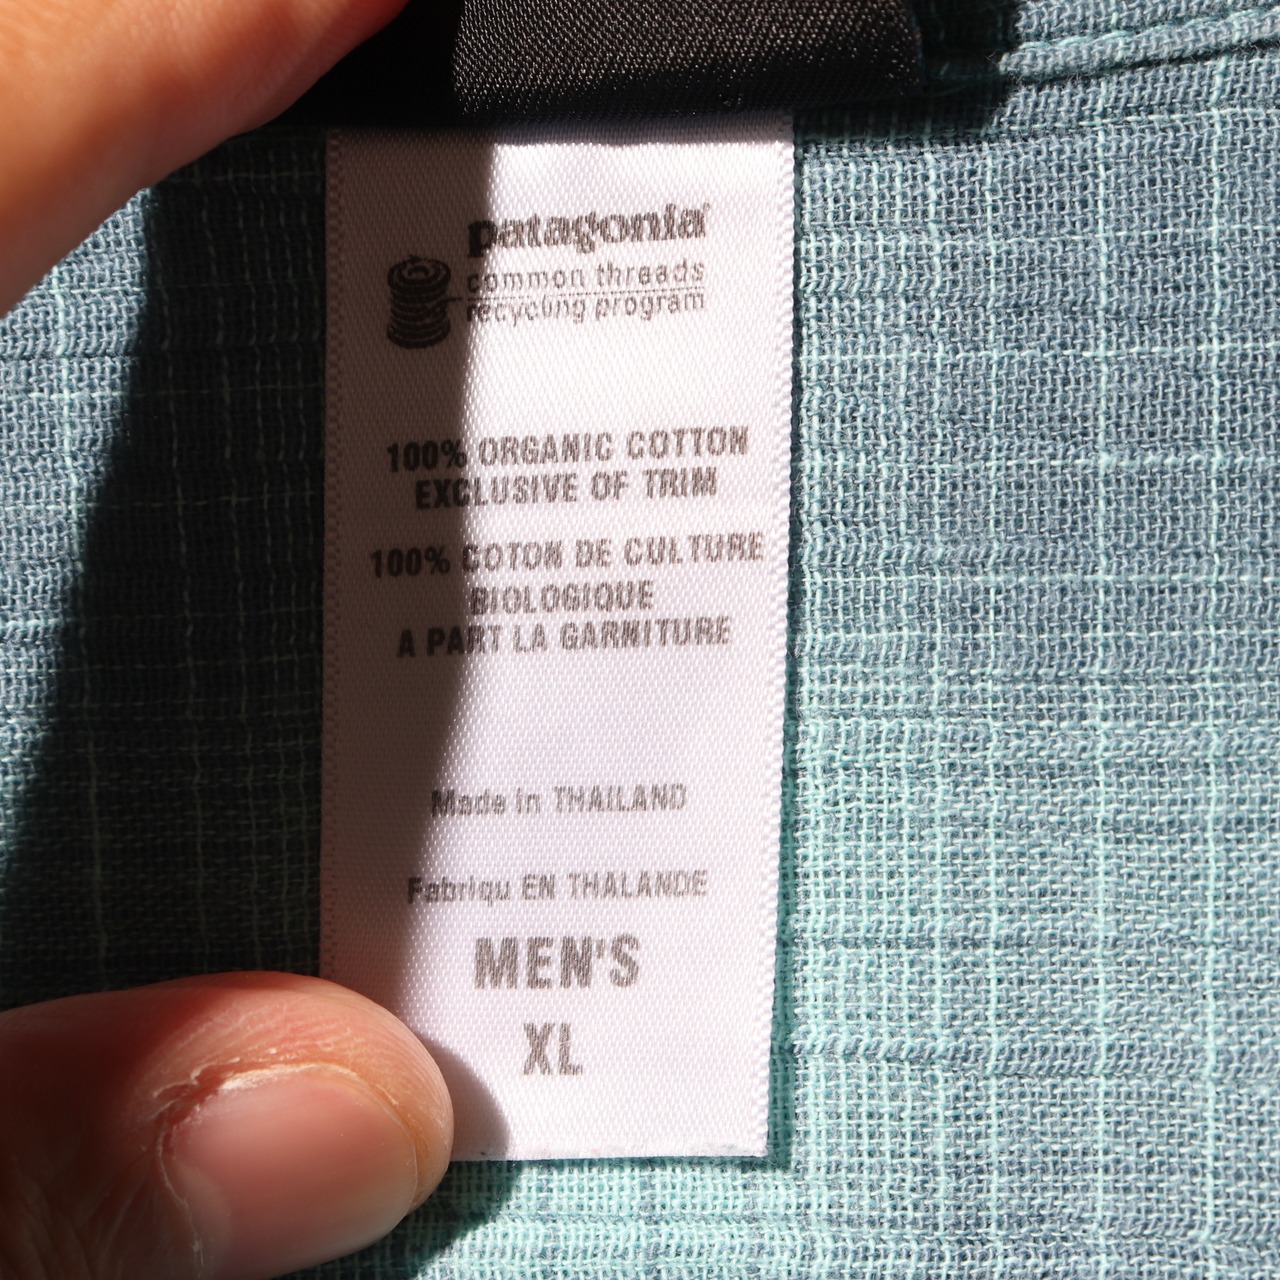 patagonia®
common threads
recycling program
100% ORGANIC COTTON
EXCLUSIVE OF TRIM
100% COTON DE CULTURE
BIOLOGIQUE
A PART LA GARNITURE
Made in THAILAND
Fabriqu EN THALANDE
MEN'S
XL